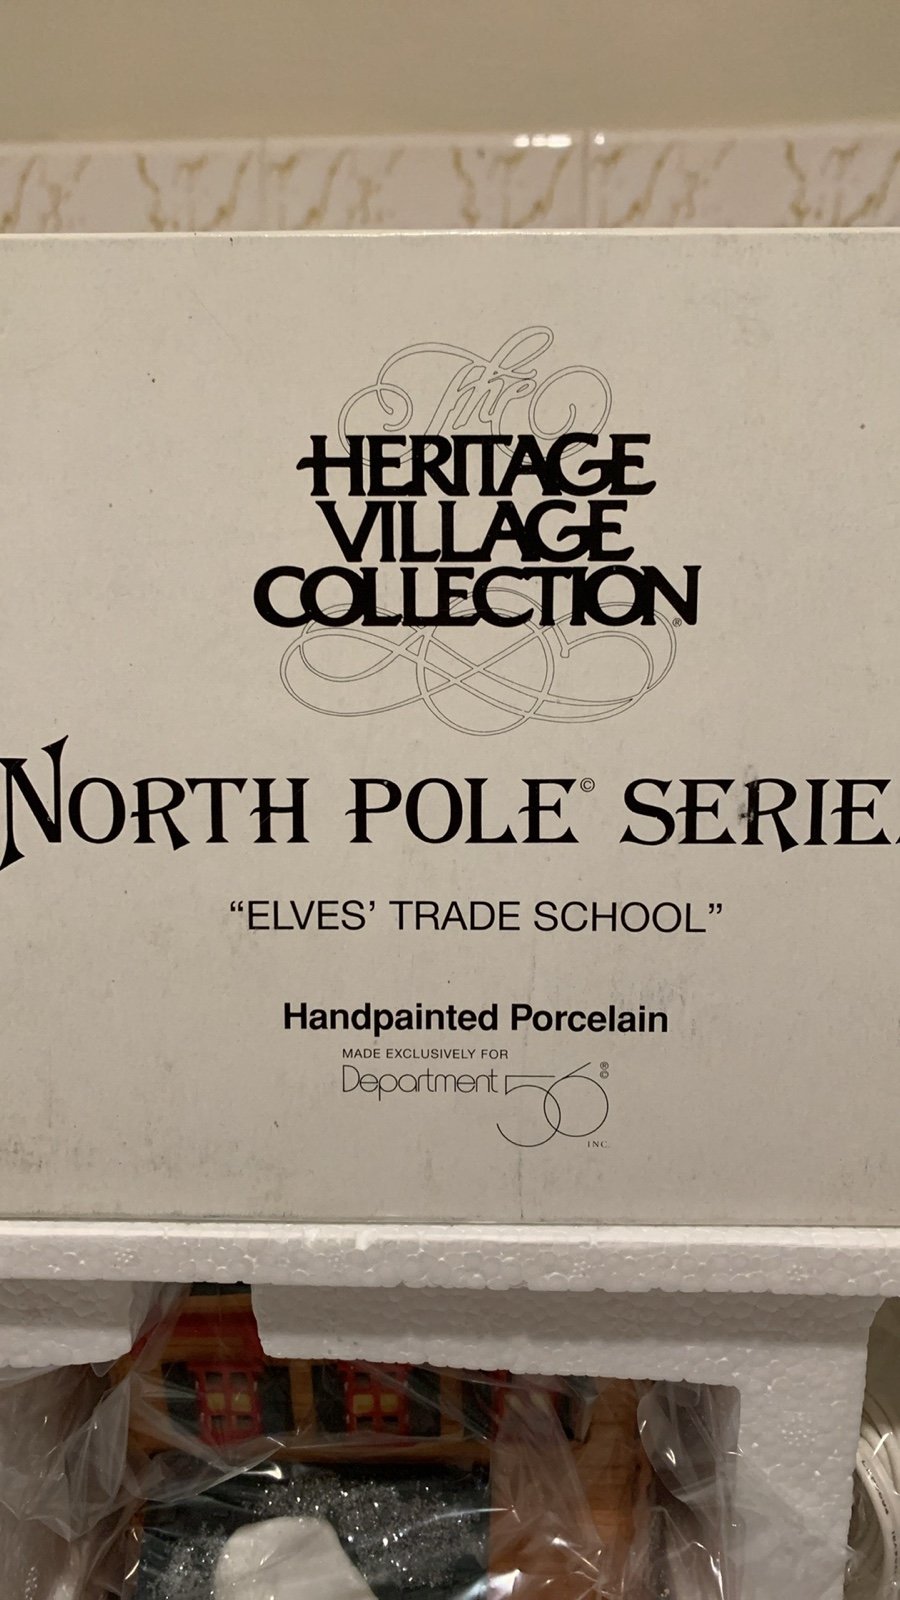 The
HERITAGE
VILLAGE
COLLECTION®
NORTH POLE© SERIE
“ELVES’ TRADE SCHOOL”
Handpainted Porcelain
MADE EXCLUSIVELY FOR
Department 56 ®©
INC.